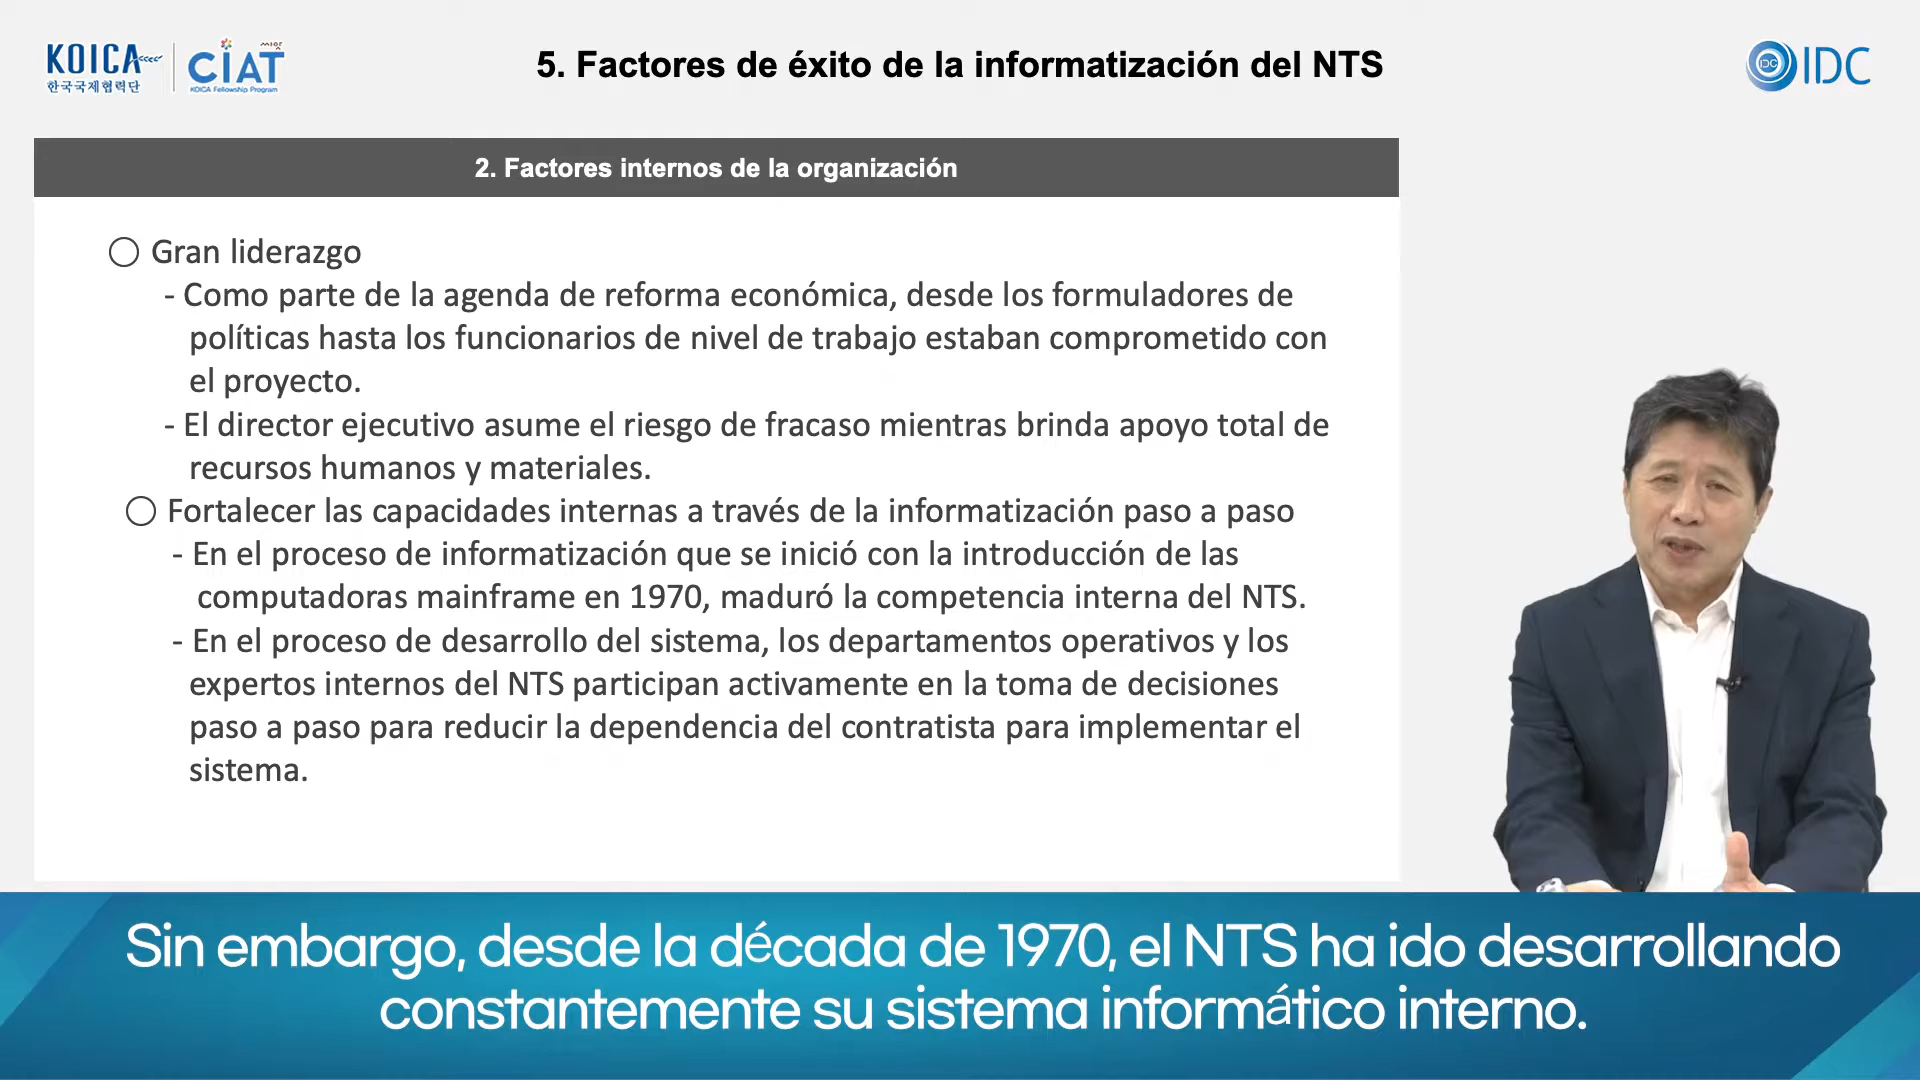 KOICA
한국국제협력단
CIAT
KOICA Fellowship Program
5. Factores de éxito de la informatización del NTS
IDC
IDC
2. Factores internos de la organización
○ Gran liderazgo
- Como parte de la agenda de reforma económica, desde los formuladores de
políticas hasta los funcionarios de nivel de trabajo estaban comprometido con
el proyecto.
- El director ejecutivo asume el riesgo de fracaso mientras brinda apoyo total de
recursos humanos y materiales.
○ Fortalecer las capacidades internas a través de la informatización paso a paso
- En el proceso de informatización que se inició con la introducción de las
computadoras mainframe en 1970, maduró la competencia interna del NTS.
- En el proceso de desarrollo del sistema, los departamentos operativos y los
expertos internos del NTS participan activamente en la toma de decisiones
paso a paso para reducir la dependencia del contratista para implementar el
sistema.
Sin embargo, desde la década de 1970, el NTS ha ido desarrollando
constantemente su sistema informático interno.